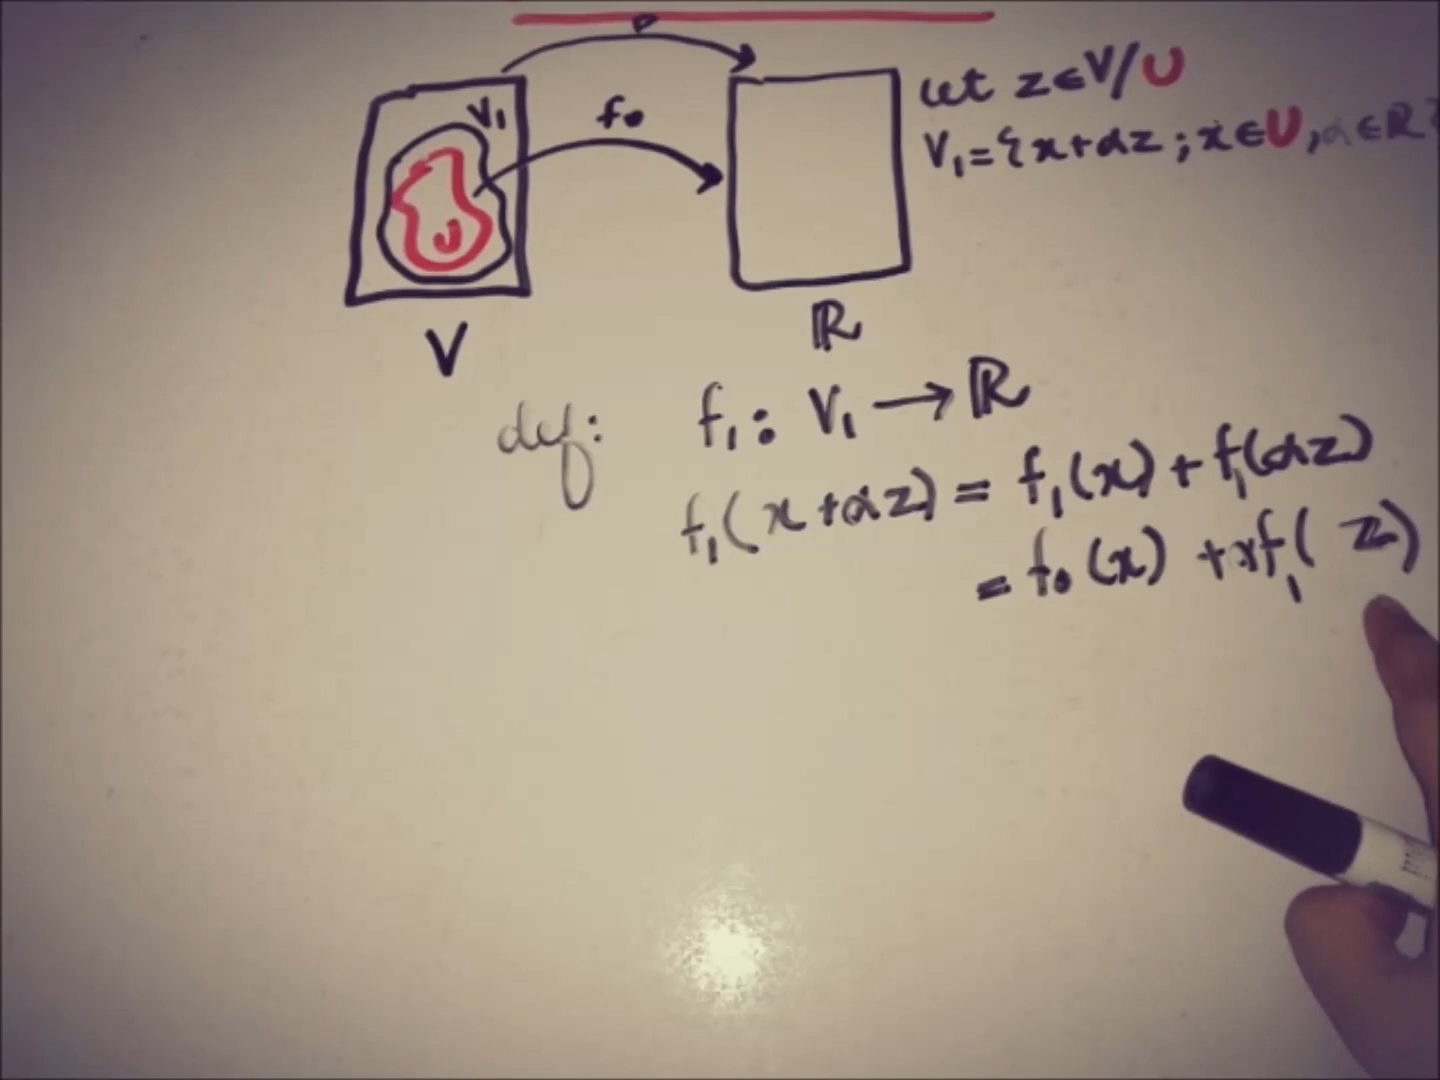 P
let z∈V/U
V₁
f₀
V₁={x+αz ; x∈U, α∈ℝ}
U
V
ℝ
def: f₁: V₁ → ℝ
f₁(x+αz) = f₁(x) + f₁(αz)
= f₀(x) + αf₁( z)